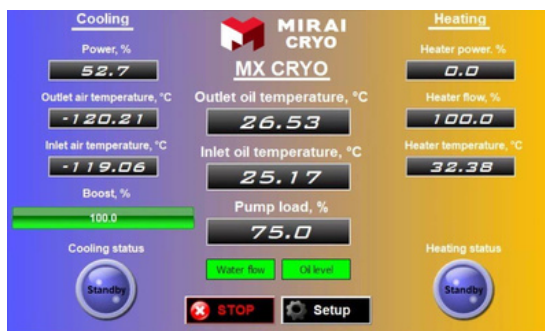 Cooling
Power, %
52.7
Outlet air temperature, °C
-120.21
Inlet air temperature, °C
-119.06
Boost, %
100.0
Cooling status
Standby
MIRAI
CRYO
MX CRYO
Outlet oil temperature, °C
26.53
Inlet oil temperature, °C
25.17
Pump load, %
75.0
Water flow
Oil level
STOP
Setup
Heating
Heater power. %
0.0
Heater flow, %
100.0
Heater temperature, °C
32.38
Heating status
Standby